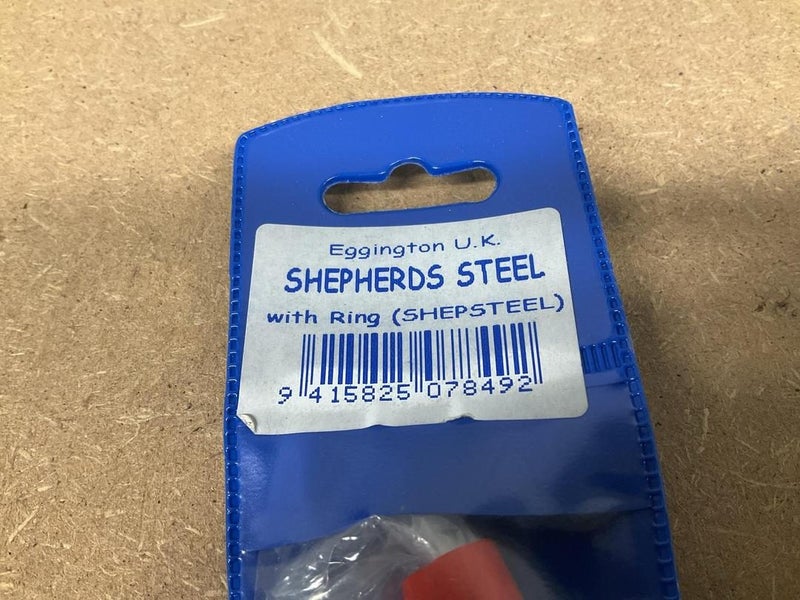 Eggington U.K.
SHEPHERDS STEEL
with Ring (SHEPSTEEL)
9 415825 078492